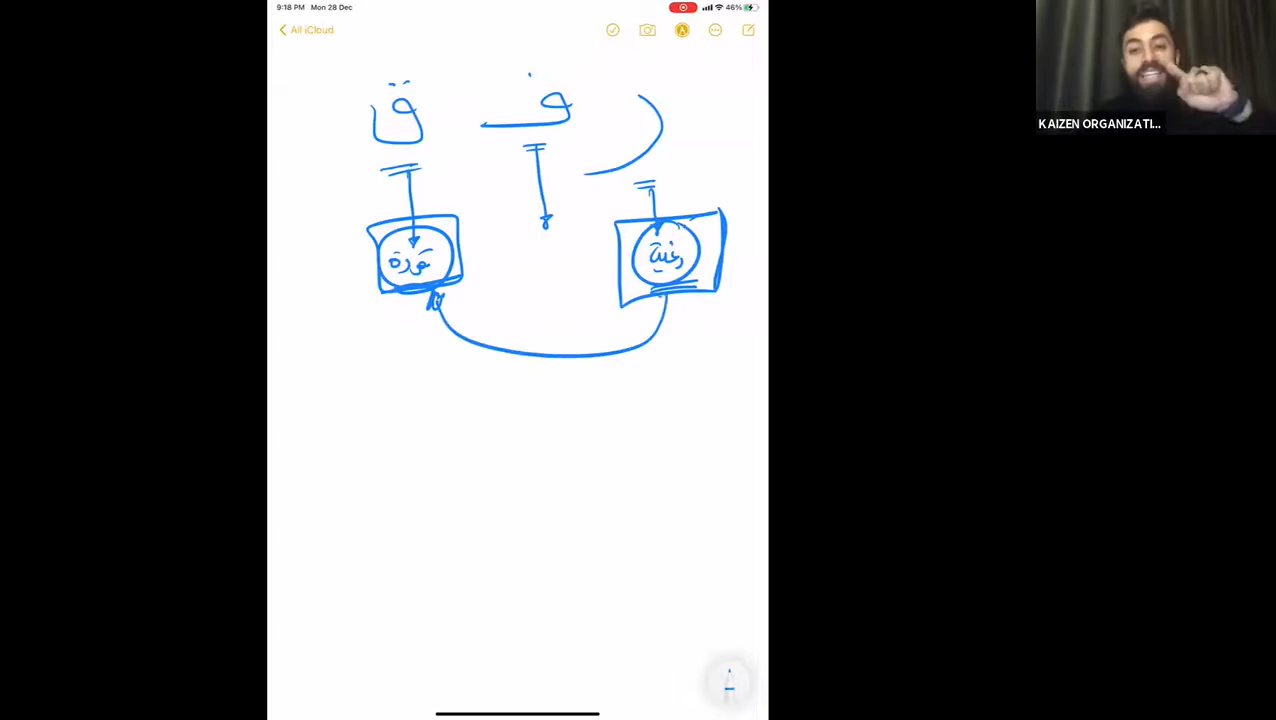 9:18 PM Mon 28 Dec 46%
All iCloud
KAIZEN ORGANIZATI...
ر ف ق
رغبة